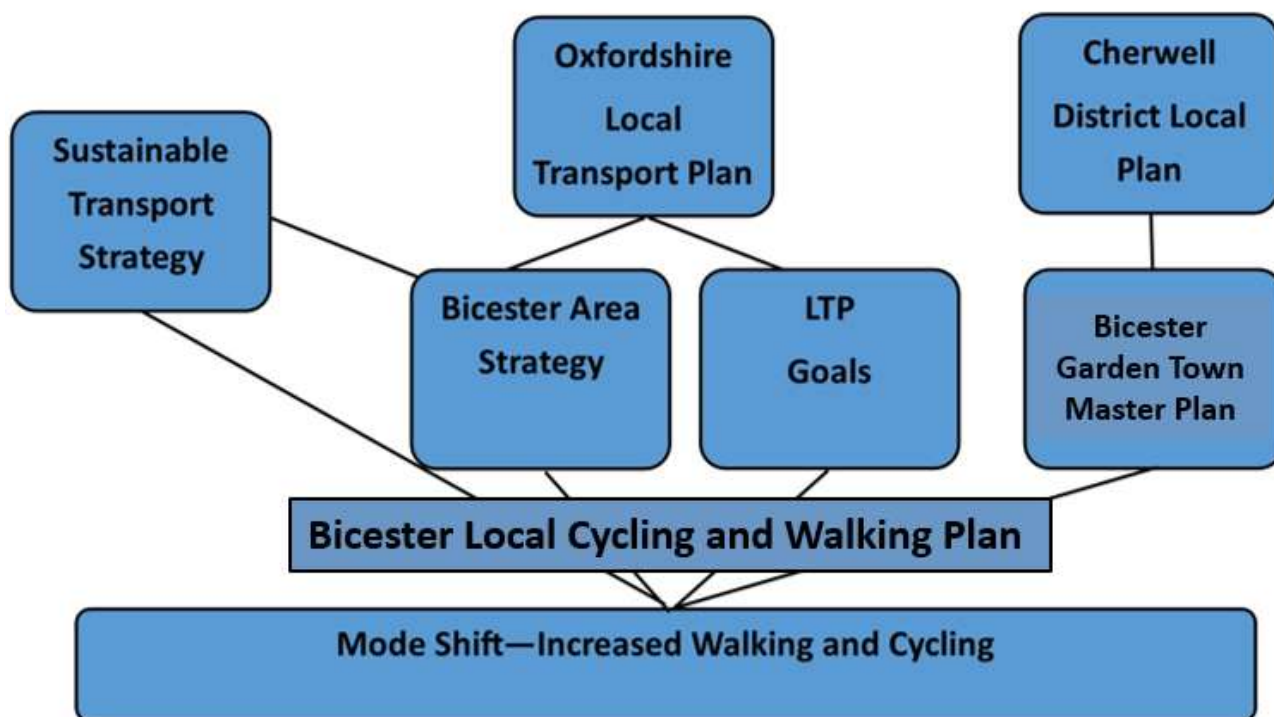 Oxfordshire
Local
Transport Plan
Cherwell
District Local
Plan
Sustainable
Transport
Strategy
Bicester Area
Strategy
LTP
Goals
Bicester
Garden Town
Master Plan
Bicester Local Cycling and Walking Plan
Mode Shift—Increased Walking and Cycling